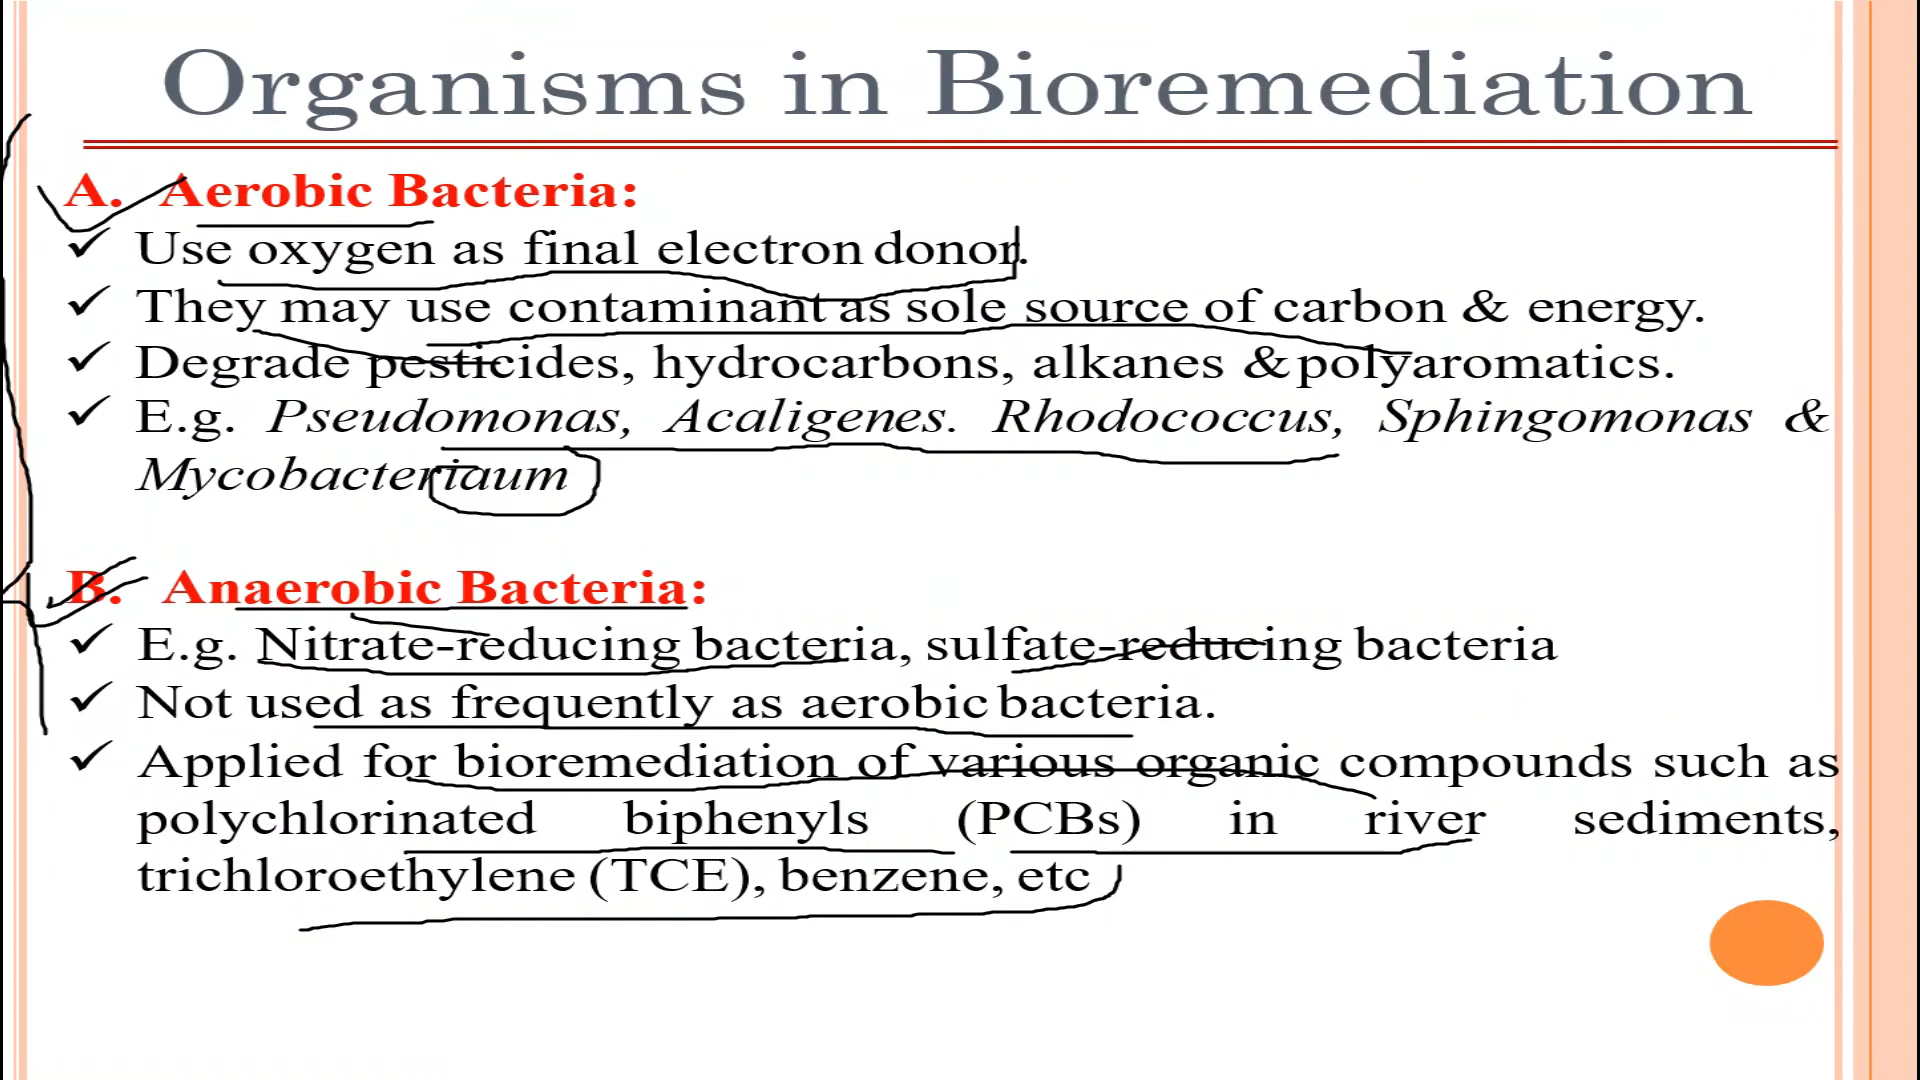 Organisms in Bioremediation
A. Aerobic Bacteria:
✓ Use oxygen as final electron donor.
✓ They may use contaminant as sole source of carbon & energy.
✓ Degrade pesticides, hydrocarbons, alkanes & polyaromatics.
✓ E.g. Pseudomonas, Acaligenes. Rhodococcus, Sphingomonas &
Mycobacteriaum
B. Anaerobic Bacteria:
✓ E.g. Nitrate-reducing bacteria, sulfate-reducing bacteria
✓ Not used as frequently as aerobic bacteria.
✓ Applied for bioremediation of various organic compounds such as
polychlorinated biphenyls (PCBs) in river sediments,
trichloroethylene (TCE), benzene, etc